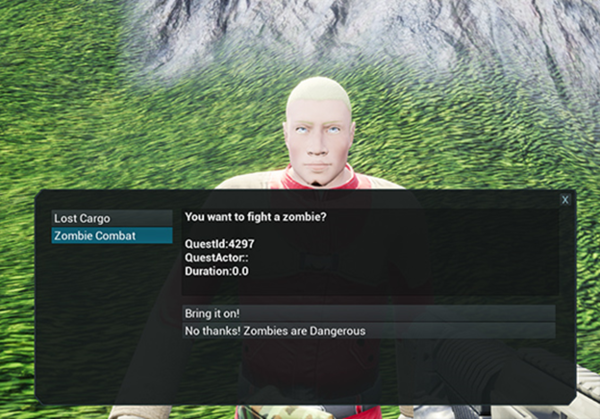 X
Lost Cargo
Zombie Combat
You want to fight a zombie?
QuestId:4297
QuestActor::
Duration:0.0
Bring it on!
No thanks! Zombies are Dangerous